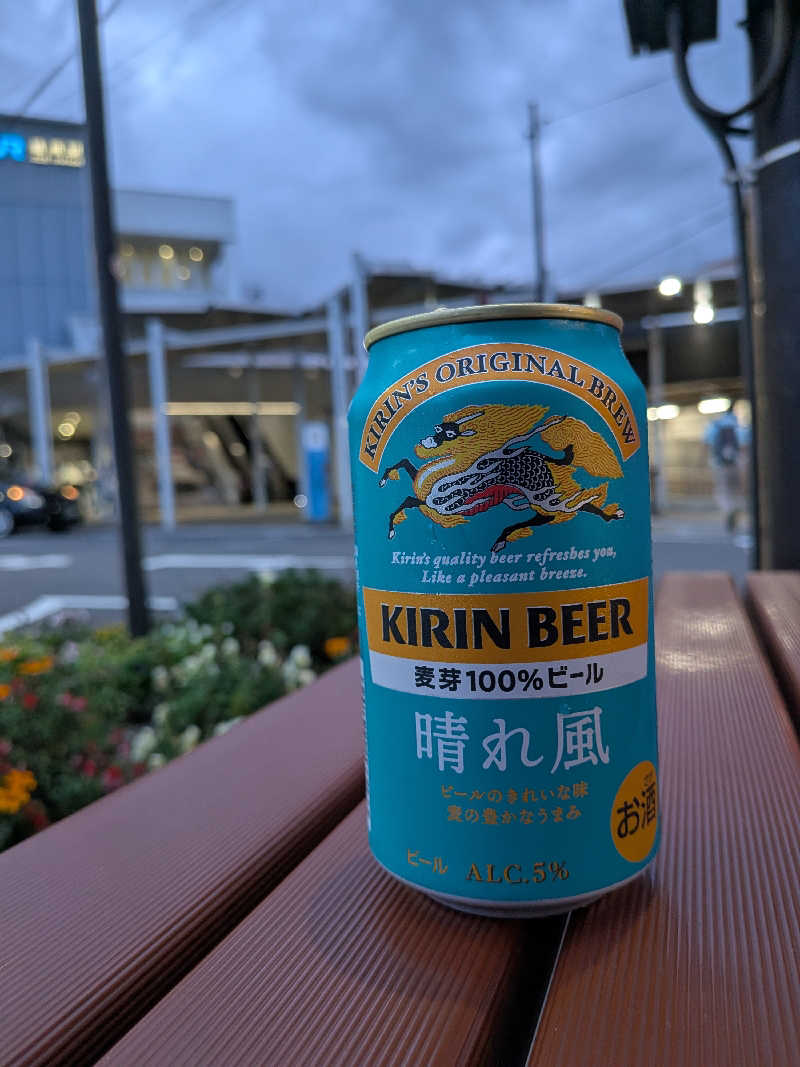 JR
KIRIN'S ORIGINAL BREW
Kirin's quality beer refreshes you,
Like a pleasant breeze.
KIRIN BEER
麦芽100%ビール
晴れ風
ビールのきれいな味
麦の豊かなうまみ
お酒
ビール ALC.5%